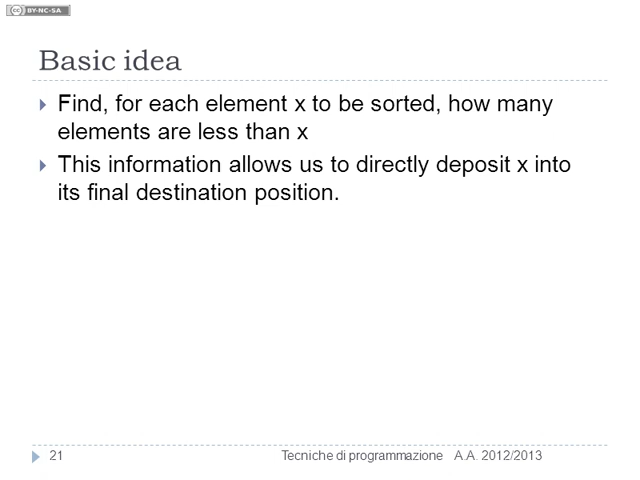 CC BY-NC-SA
Basic idea
Find, for each element x to be sorted, how many
elements are less than x
This information allows us to directly deposit x into
its final destination position.
21
Tecniche di programmazione A.A. 2012/2013